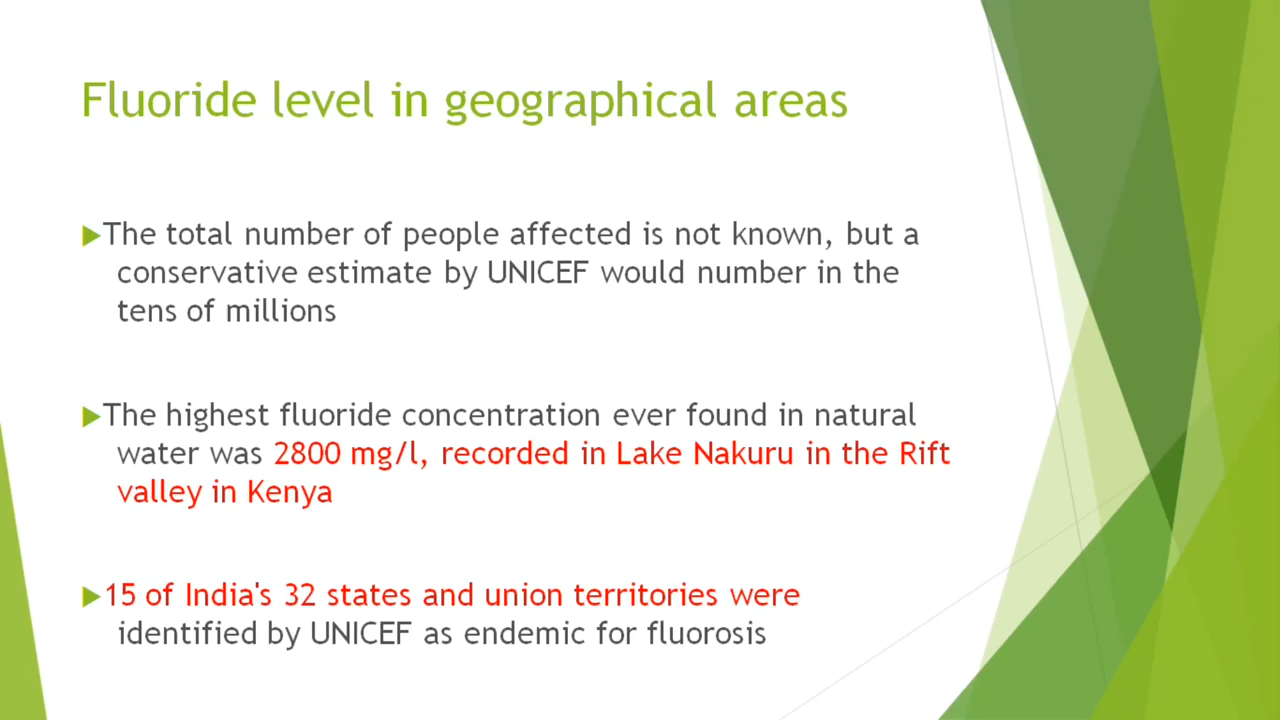 Fluoride level in geographical areas
The total number of people affected is not known, but a
conservative estimate by UNICEF would number in the
tens of millions
The highest fluoride concentration ever found in natural
water was 2800 mg/l, recorded in Lake Nakuru in the Rift
valley in Kenya
15 of India's 32 states and union territories were
identified by UNICEF as endemic for fluorosis